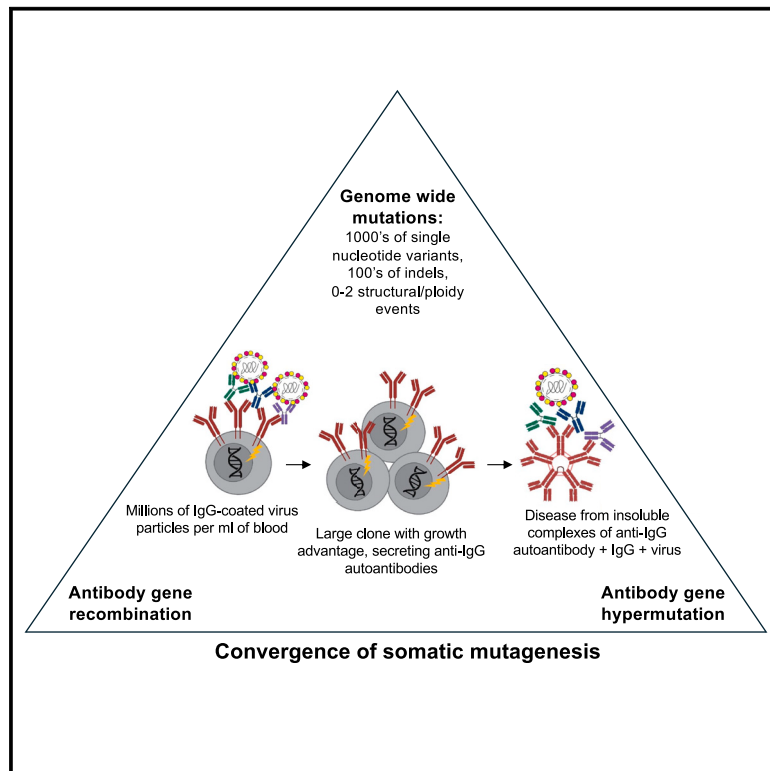 Genome wide
mutations:
1000's of single
nucleotide variants,
100's of indels,
0-2 structural/ploidy
events
Millions of IgG-coated virus
particles per ml of blood
Large clone with growth
advantage, secreting anti-IgG
autoantibodies
Disease from insoluble
complexes of anti-IgG
autoantibody + IgG + virus
Antibody gene
recombination
Antibody gene
hypermutation
Convergence of somatic mutagenesis